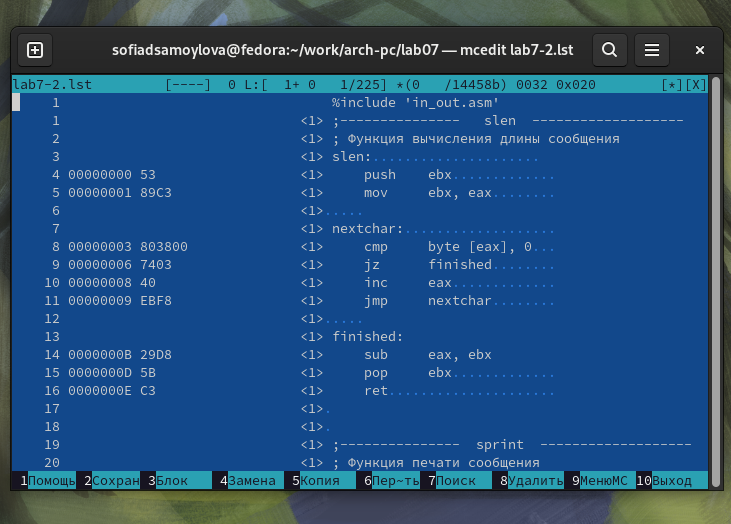 sofiadsamoylova@fedora:~/work/arch-pc/lab07 — mcedit lab7-2.lst
lab7-2.lst         [----]  0 L:[  1+ 0   1/225] *(0   /14458b) 0032 0x020        [*][X]
     1                                  %include 'in_out.asm'
     1                              <1> ;---------------   slen  -------------------
     2                              <1> ; Функция вычисления длины сообщения
     3                              <1> slen:.....................
     4 00000000 53                  <1>     push    ebx.............
     5 00000001 89C3                <1>     mov     ebx, eax........
     6                              <1>.....
     7                              <1> nextchar:...................
     8 00000003 803800              <1>     cmp     byte [eax], 0...
     9 00000006 7403                <1>     jz      finished........
    10 00000008 40                  <1>     inc     eax.............
    11 00000009 EBF8                <1>     jmp     nextchar........
    12                              <1>.....
    13                              <1> finished:
    14 0000000B 29D8                <1>     sub     eax, ebx
    15 0000000D 5B                  <1>     pop     ebx.............
    16 0000000E C3                  <1>     ret.....................
    17                              <1>.
    18                              <1>.
    19                              <1> ;---------------  sprint  -------------------
    20                              <1> ; Функция печати сообщения
1Помощь 2Сохран 3Блок 4Замена 5Копия 6Пер~ть 7Поиск 8Удалить 9МенюМС 10Выход